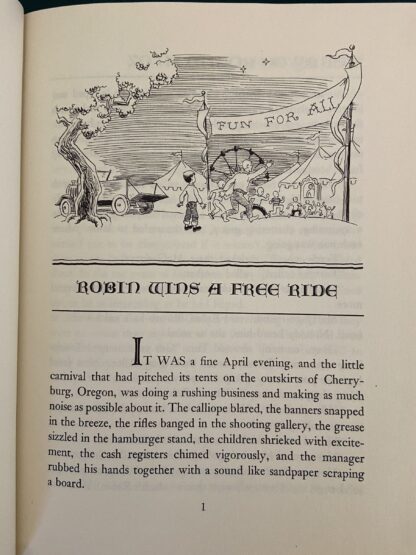 FUN FOR ALL
ROBIN WINS A FREE RIDE
IT WAS a fine April evening, and the little
carnival that had pitched its tents on the outskirts of Cherry-
burg, Oregon, was doing a rushing business and making as much
noise as possible about it. The calliope blared, the banners snapped
in the breeze, the rifles banged in the shooting gallery, the grease
sizzled in the hamburger stand, the children shrieked with excite-
ment, the cash registers chimed vigorously, and the manager
rubbed his hands together with a sound like sandpaper scraping
a board.
1